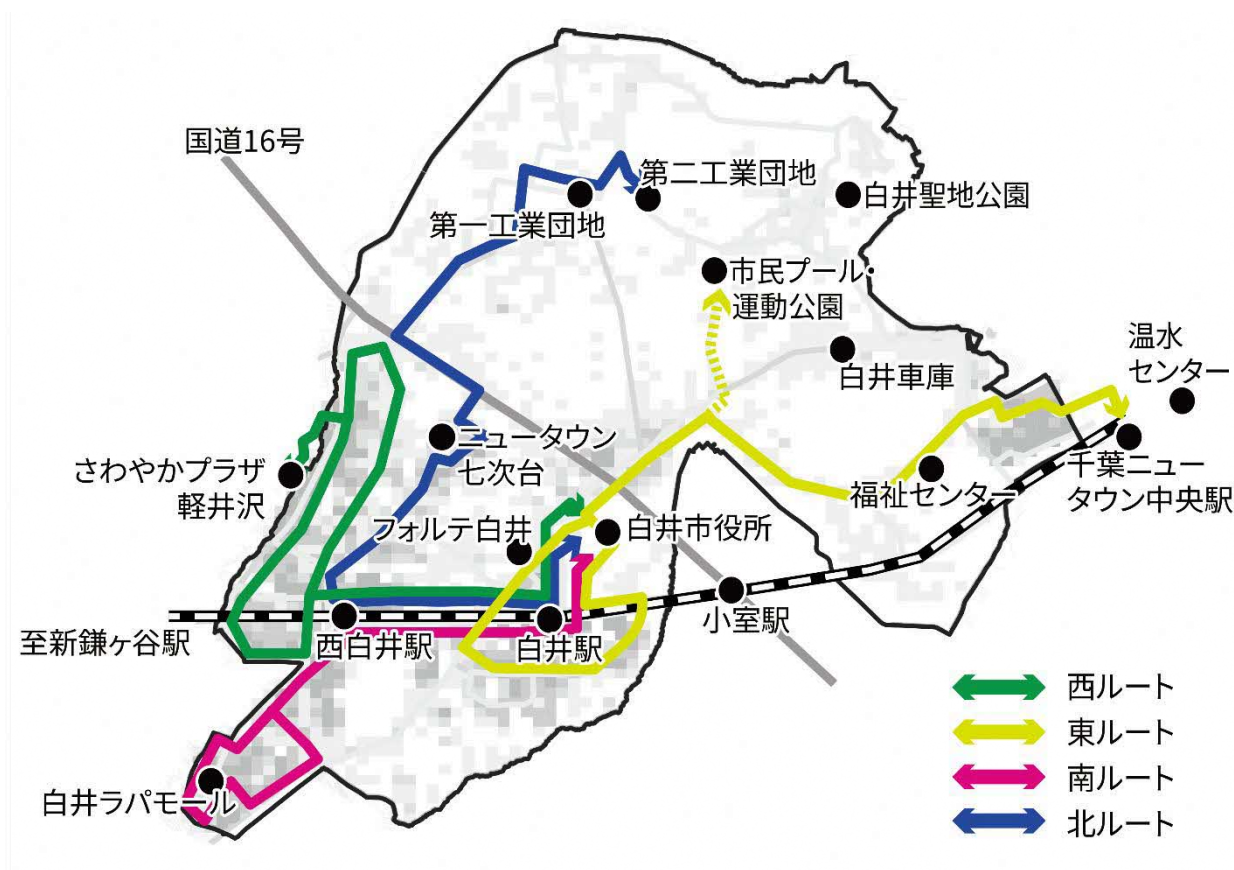 国道16号
第二工業団地
白井聖地公園
第一工業団地
市民プール・
運動公園
温水
センター
白井車庫
ニュータウン
七次台
さわやかプラザ
軽井沢
福祉センター
千葉ニュー
タウン中央駅
フォルテ白井
白井市役所
小室駅
至新鎌ヶ谷駅
西白井駅
白井駅
白井ラパモール
西ルート
東ルート
南ルート
北ルート